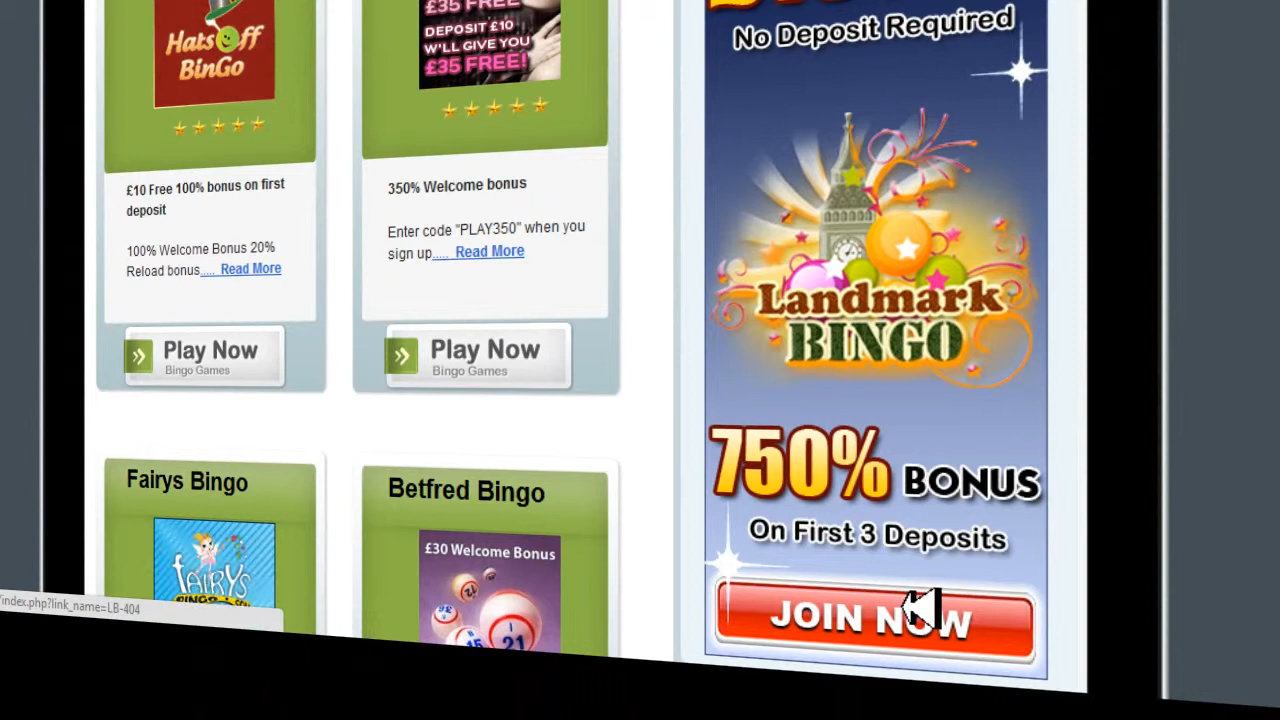 Hats Off
BinGo
£10 Free 100% bonus on first
deposit
100% Welcome Bonus 20%
Reload bonus..... Read More
Play Now
Bingo Games
£35 FREE
DEPOSIT £10
WE'LL GIVE YOU
£35 FREE!
350% Welcome bonus
Enter code "PLAY350" when you
sign up..... Read More
Play Now
Bingo Games
Fairys Bingo
fAIRYS
Betfred Bingo
£30 Welcome Bonus
15
21
No Deposit Required
Landmark
BINGO
750% BONUS
On First 3 Deposits
JOIN NOW
/index.php?link_name=LB-404